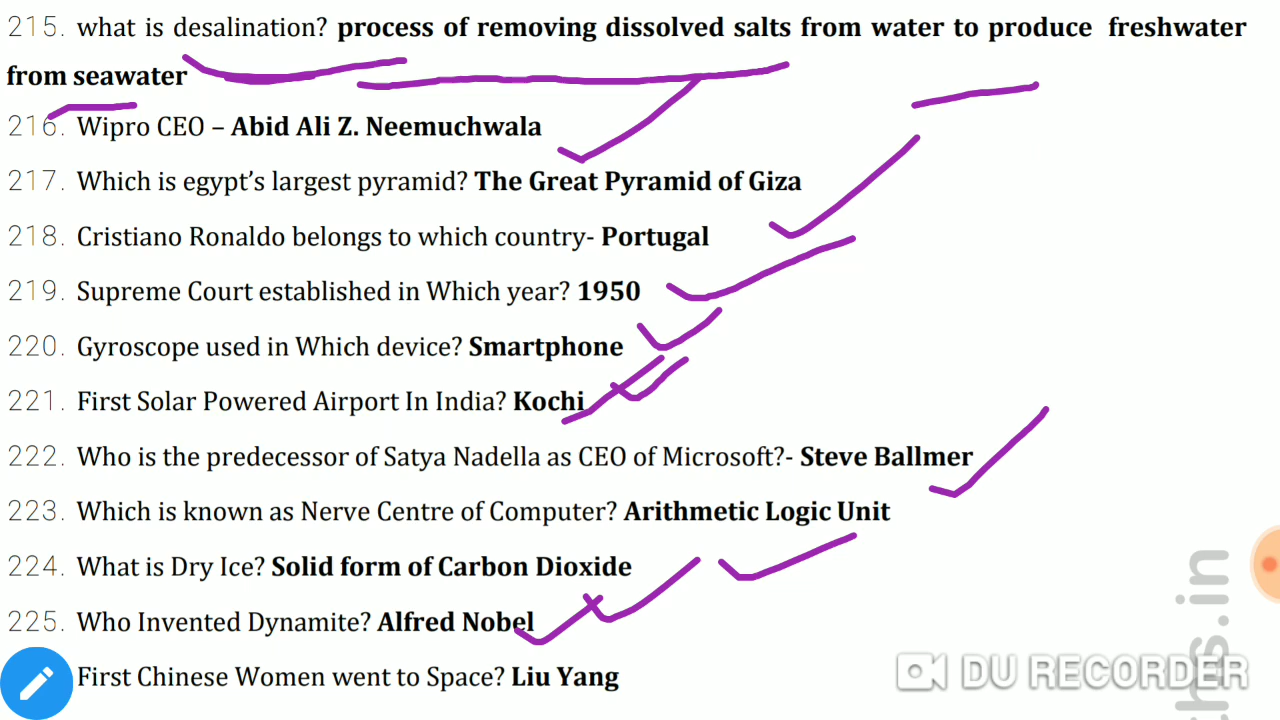 215. what is desalination? process of removing dissolved salts from water to produce freshwater
from seawater
216. Wipro CEO – Abid Ali Z. Neemuchwala
217. Which is egypt's largest pyramid? The Great Pyramid of Giza
218. Cristiano Ronaldo belongs to which country- Portugal
219. Supreme Court established in Which year? 1950
220. Gyroscope used in Which device? Smartphone
221. First Solar Powered Airport In India? Kochi
222. Who is the predecessor of Satya Nadella as CEO of Microsoft?- Steve Ballmer
223. Which is known as Nerve Centre of Computer? Arithmetic Logic Unit
224. What is Dry Ice? Solid form of Carbon Dioxide
225. Who Invented Dynamite? Alfred Nobel
First Chinese Women went to Space? Liu Yang
hs.in
DU RECORDER